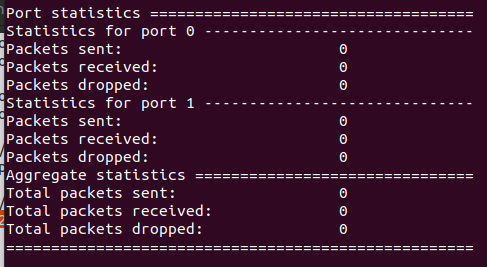 Port statistics ====================================
Statistics for port 0 ------------------------------
Packets sent:                        0
Packets received:                    0
Packets dropped:                     0
Statistics for port 1 ------------------------------
Packets sent:                        0
Packets received:                    0
Packets dropped:                     0
Aggregate statistics ===============================
Total packets sent:                  0
Total packets received:              0
Total packets dropped:               0
====================================================